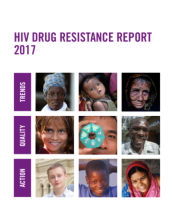 HIV DRUG RESISTANCE REPORT
2017
TRENDS
QUALITY
ACTION